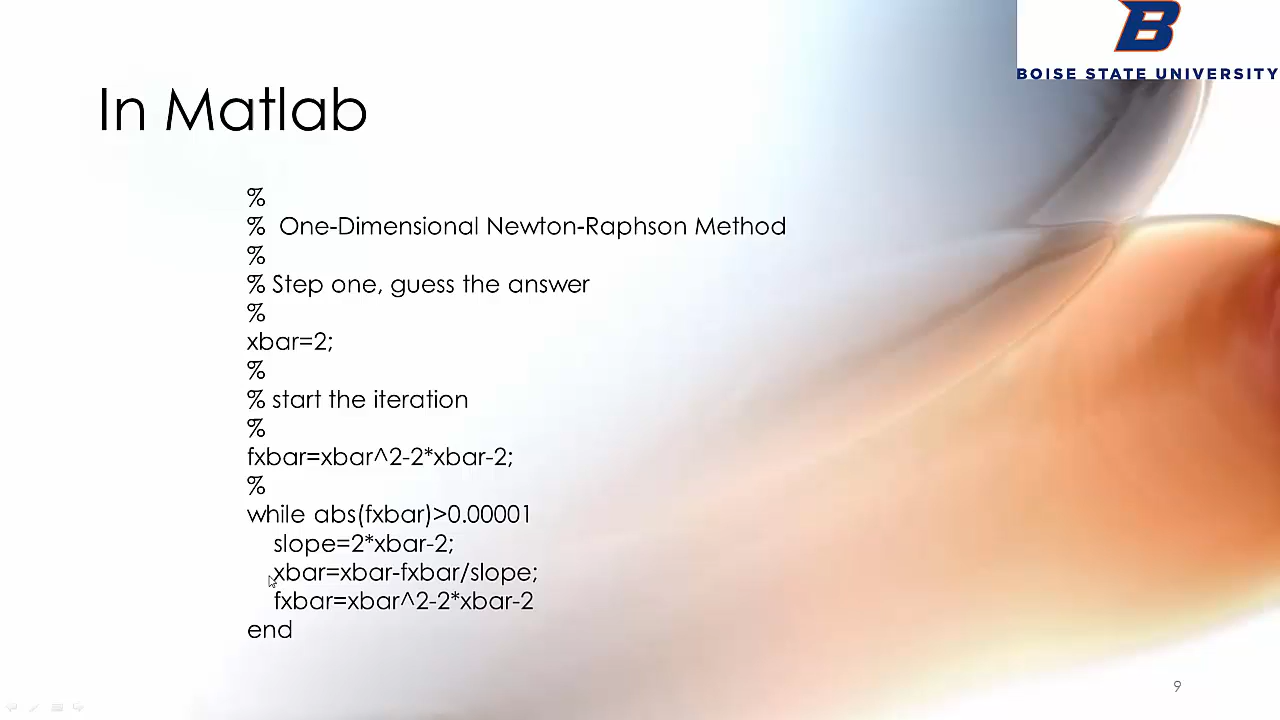 B
BOISE STATE UNIVERSITY
In Matlab
%
% One-Dimensional Newton-Raphson Method
%
% Step one, guess the answer
%
xbar=2;
%
% start the iteration
%
fxbar=xbar^2-2*xbar-2;
%
while abs(fxbar)>0.00001
slope=2*xbar-2;
xbar=xbar-fxbar/slope;
fxbar=xbar^2-2*xbar-2
end
9